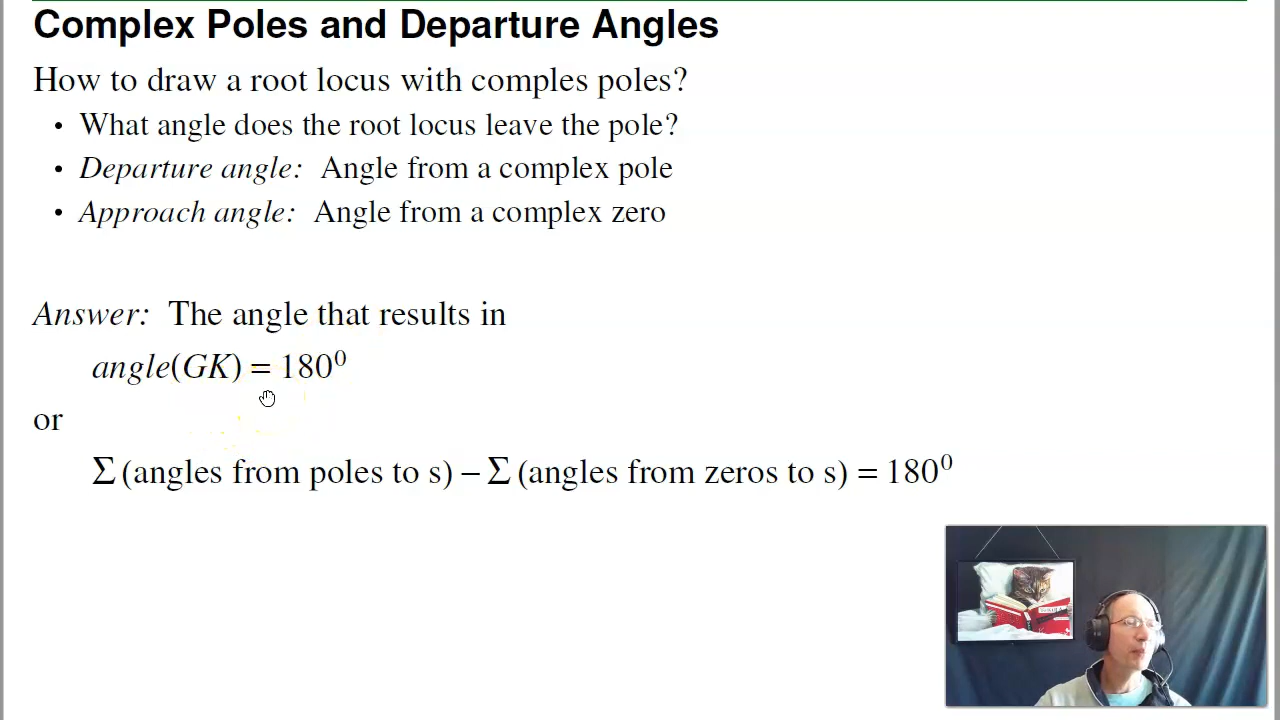 Complex Poles and Departure Angles
How to draw a root locus with comples poles?
• What angle does the root locus leave the pole?
• Departure angle: Angle from a complex pole
• Approach angle: Angle from a complex zero
Answer: The angle that results in
angle(GK) = 180⁰
or
Σ (angles from poles to s) − Σ (angles from zeros to s) = 180⁰